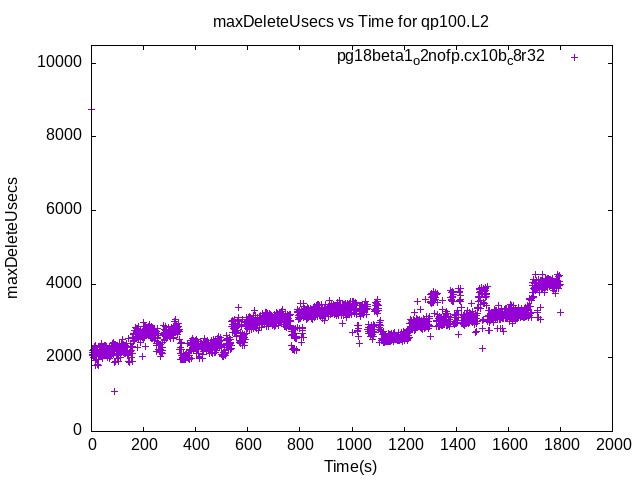 maxDeleteUsecs vs Time for qp100.L2
pg18beta1o2nofp.cx10bc8r32
10000
8000
6000
4000
2000
0
maxDeleteUsecs
0 200 400 600 800 1000 1200 1400 1600 1800 2000
Time(s)